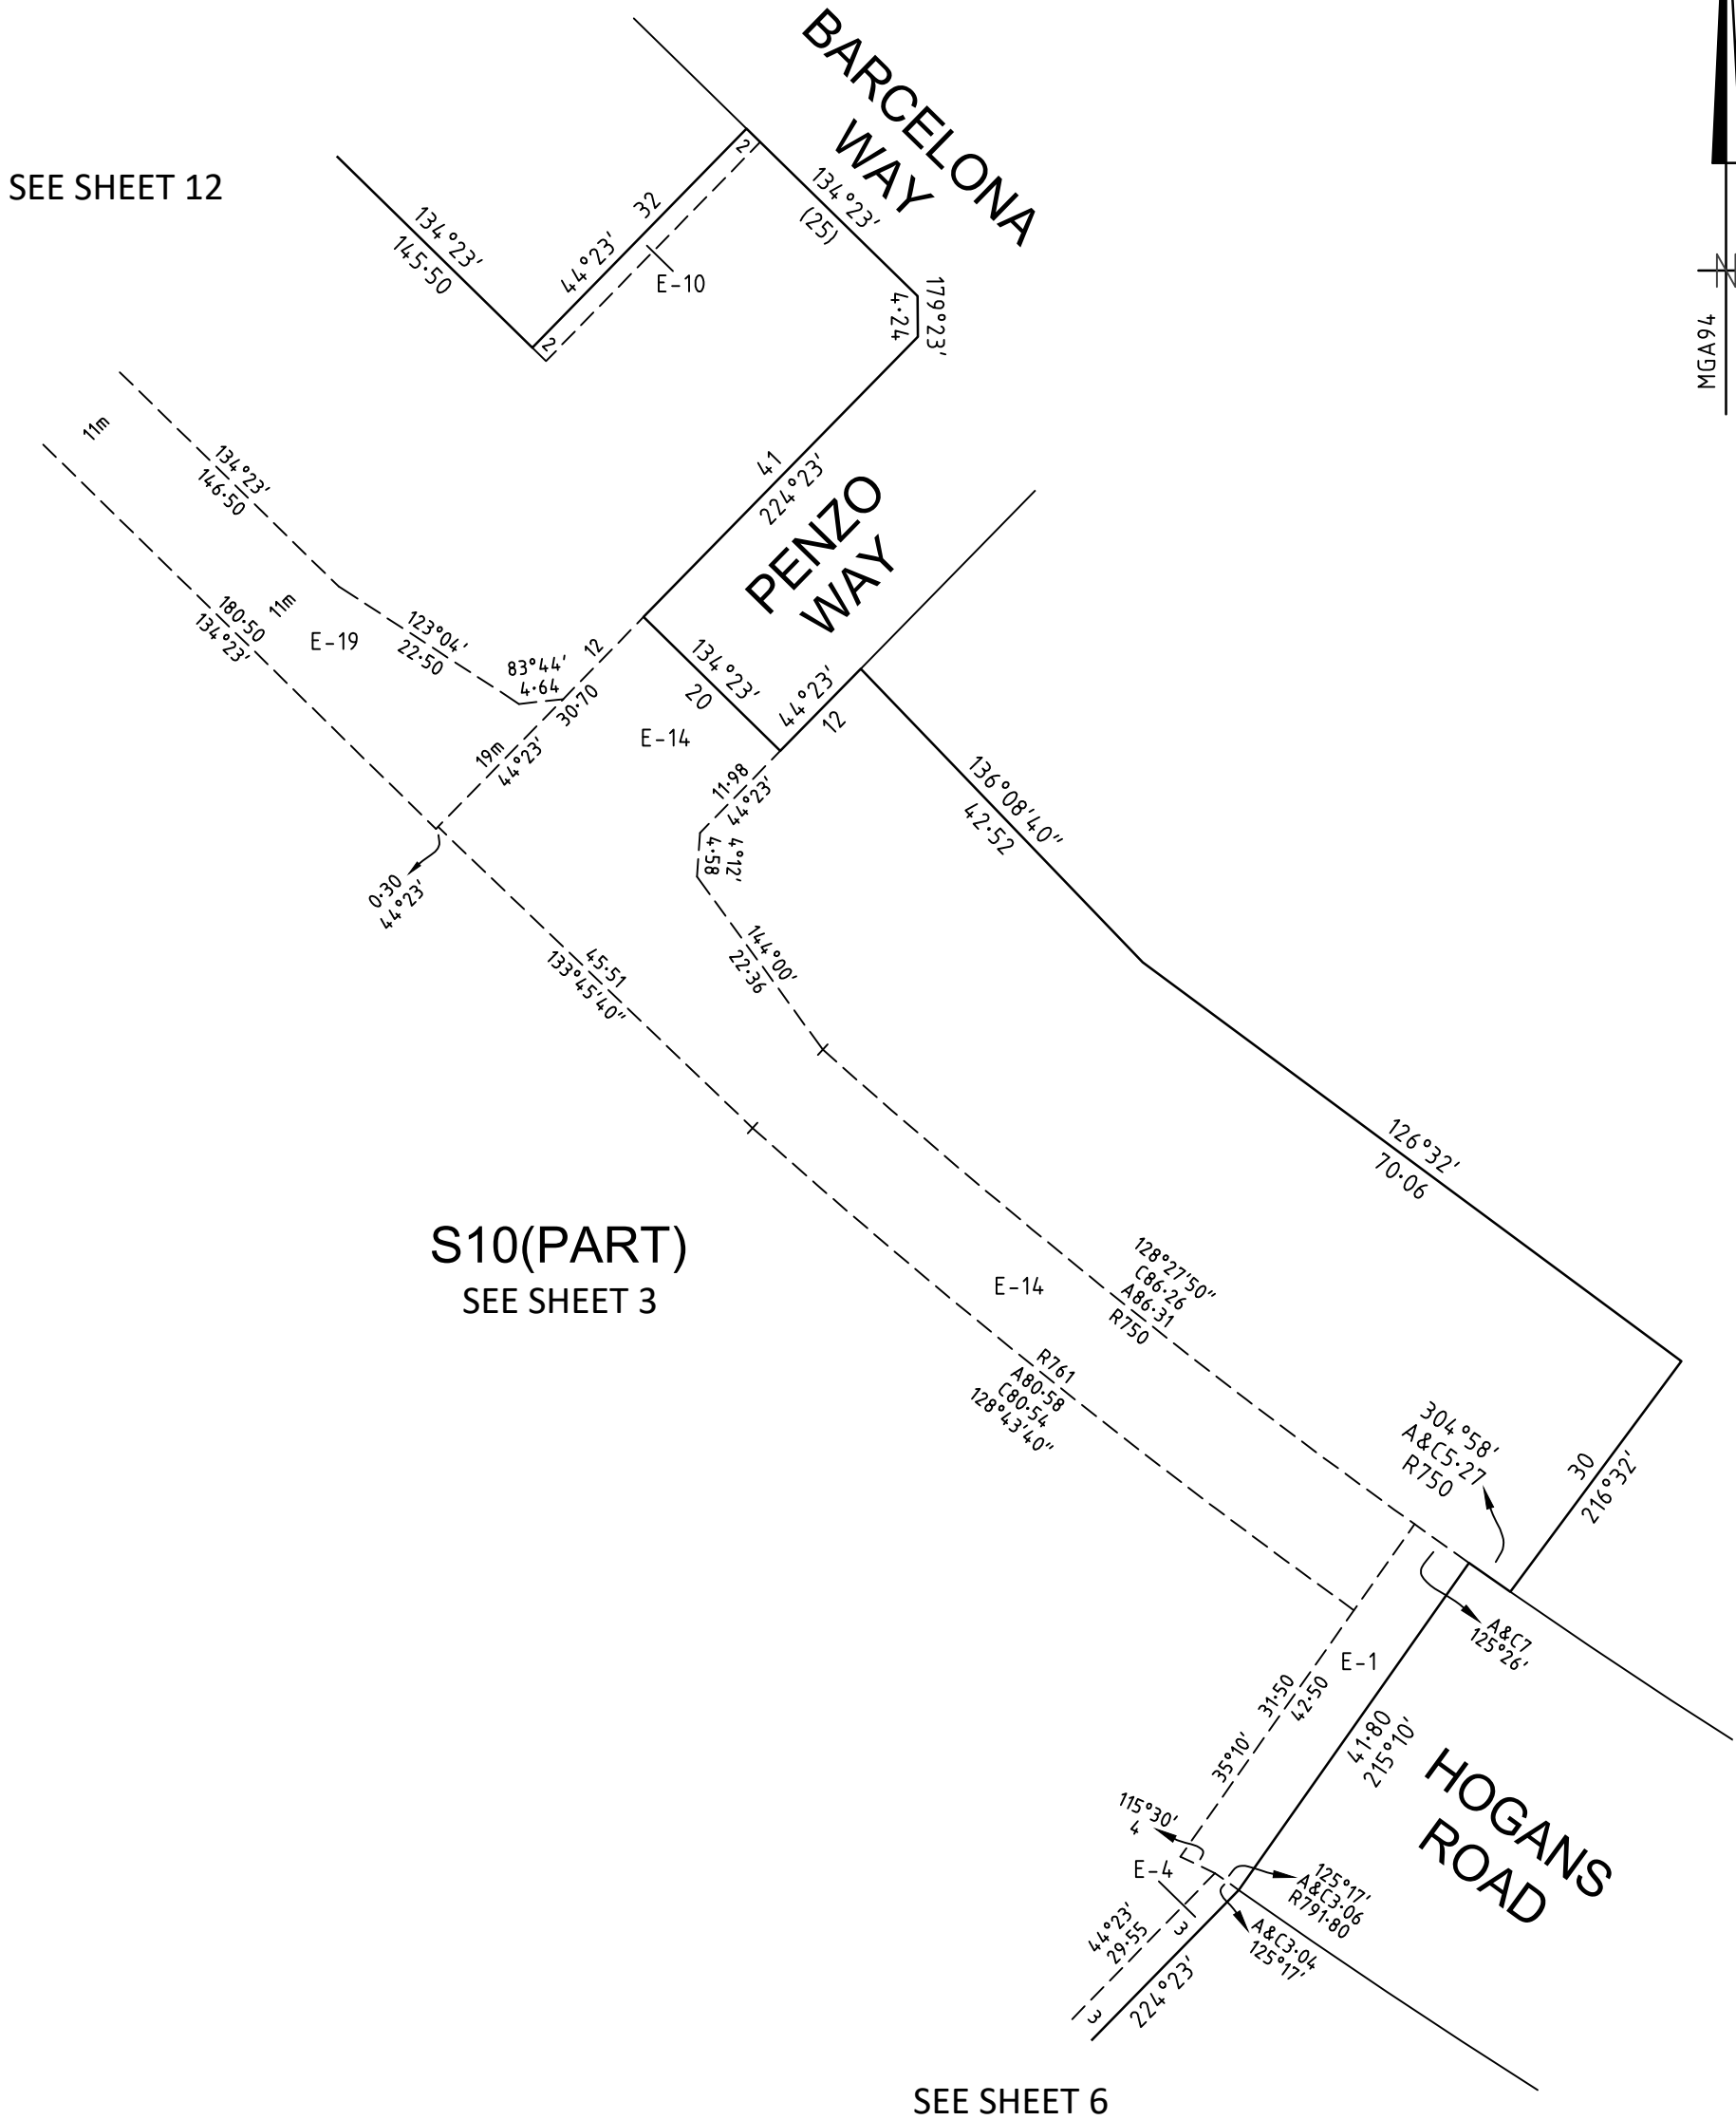 BARCELONA
WAY
SEE SHEET 12
134°23'
145·50
44°23'
32
2
2
E-10
134°23'
(25)
179°23'
4·24
MGA94
11m
134°23'
146·50
41
224°23'
PENZO
WAY
180·50
134°23'
11m
E-19
123°04'
22·50
83°44'
4·64
12
30·70
134°23'
20
44°23'
12
E-14
19m
44°23'
11·98
44°23'
4°12'
4·58
136°08'40"
42·52
0·30
44°23'
45·51
133°45'40"
144°00'
22·36
126°32'
70·06
S10(PART)
SEE SHEET 3
E-14
128°27'50"
C86·26
A86·31
R750
R761
A80·58
C80·54
128°43'40"
304°58'
A&C5·27
R750
30
216°32'
A&C7
125°26'
E-1
31·50
42·50
35°10'
41·80
215°10'
HOGANS
ROAD
115°30'
4
E-4
125°17'
A&C3·06
R791·80
A&C3·04
125°17'
44°23'
29·55
3
3
224°23'
SEE SHEET 6